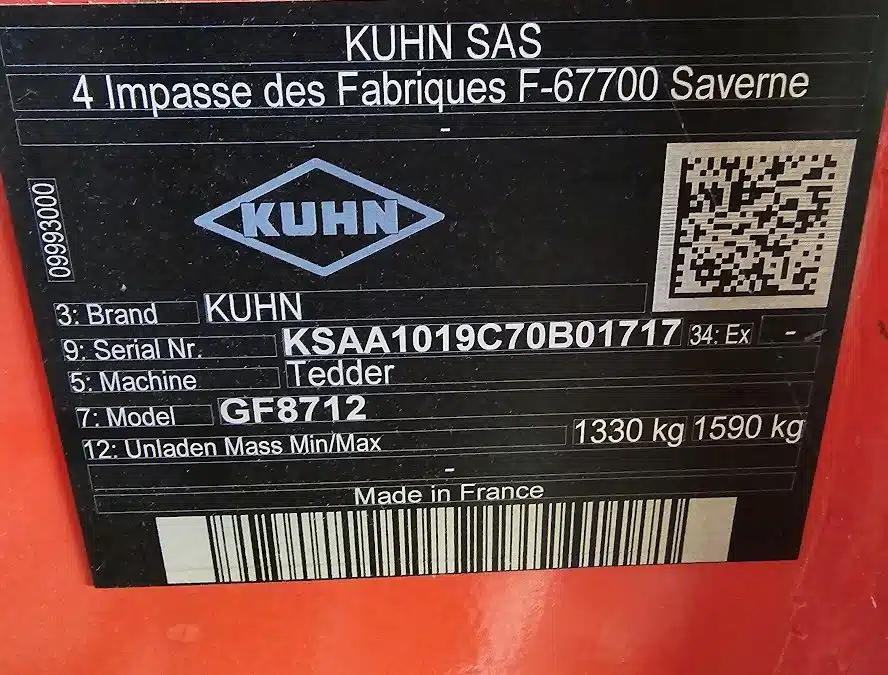 KUHN SAS
4 Impasse des Fabriques F-67700 Saverne
-
09993000
KUHN
3: Brand KUHN
9: Serial Nr. KSAA1019C70B01717 34: Ex -
5: Machine Tedder
7: Model GF8712
12: Unladen Mass Min/Max 1330 kg 1590 kg
-
Made in France